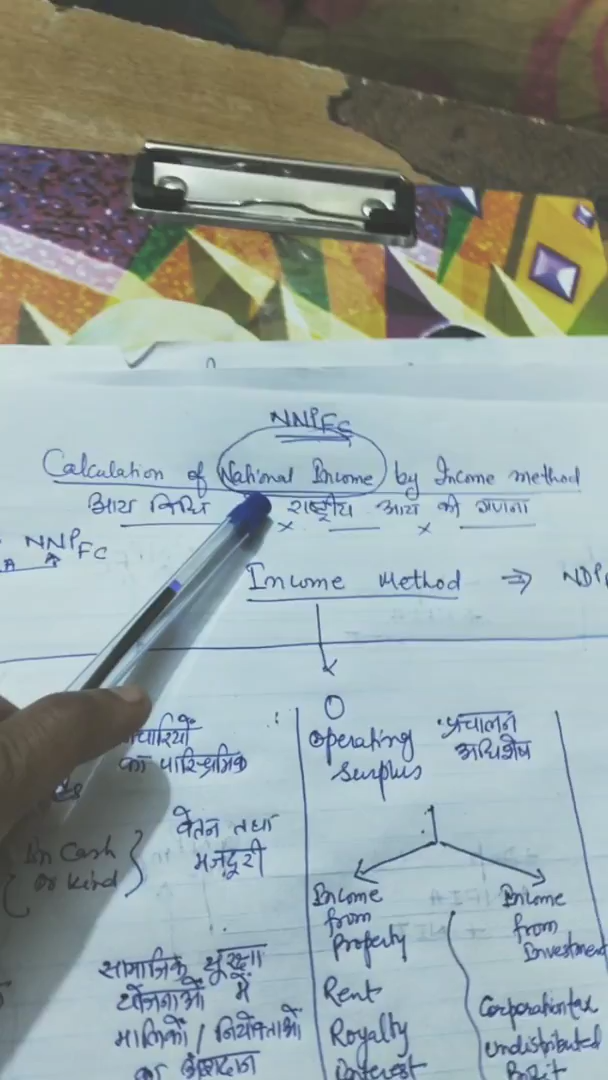 NNPFC
Calculation of National Income by Income method
आय विधि राष्ट्रीय आय की गणना
NNPFC
Income Method ⇒
का पारिश्रमिक
वेतन तथा
मजदूरी
In Cash
Or Kind
सामाजिक सुरक्षा
योजनाओं में
मालिकों / नियोक्ताओं
का अंशदान
O
Operating
Surplus
प्रचालन
अधिशेष
Income
from
Property
Rent
Royalty
Interest
Income
from
Investment
Corporation tax
undistributed
Profit